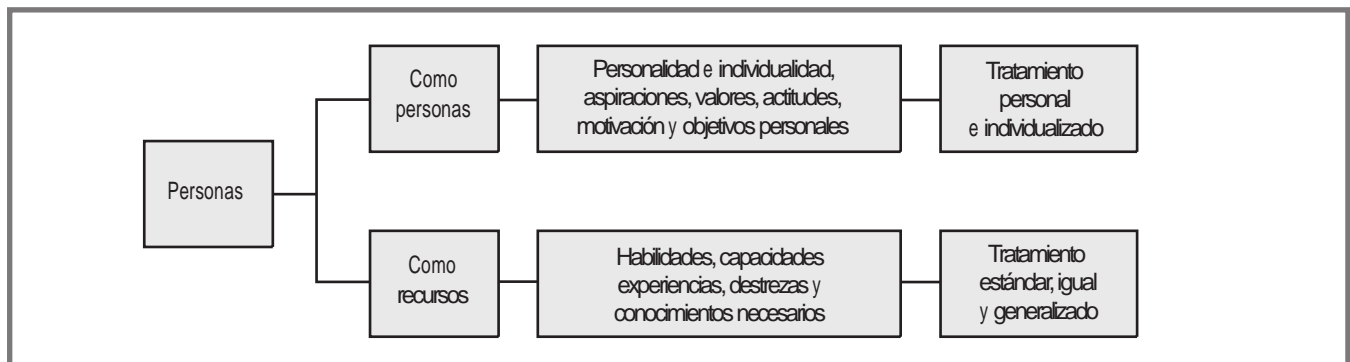 Personas
Como
personas
Personalidad e individualidad,
aspiraciones, valores, actitudes,
motivación y objetivos personales
Tratamiento
personal
e individualizado
Como
recursos
Habilidades, capacidades
experiencias, destrezas y
conocimientos necesarios
Tratamiento
estándar, igual
y generalizado